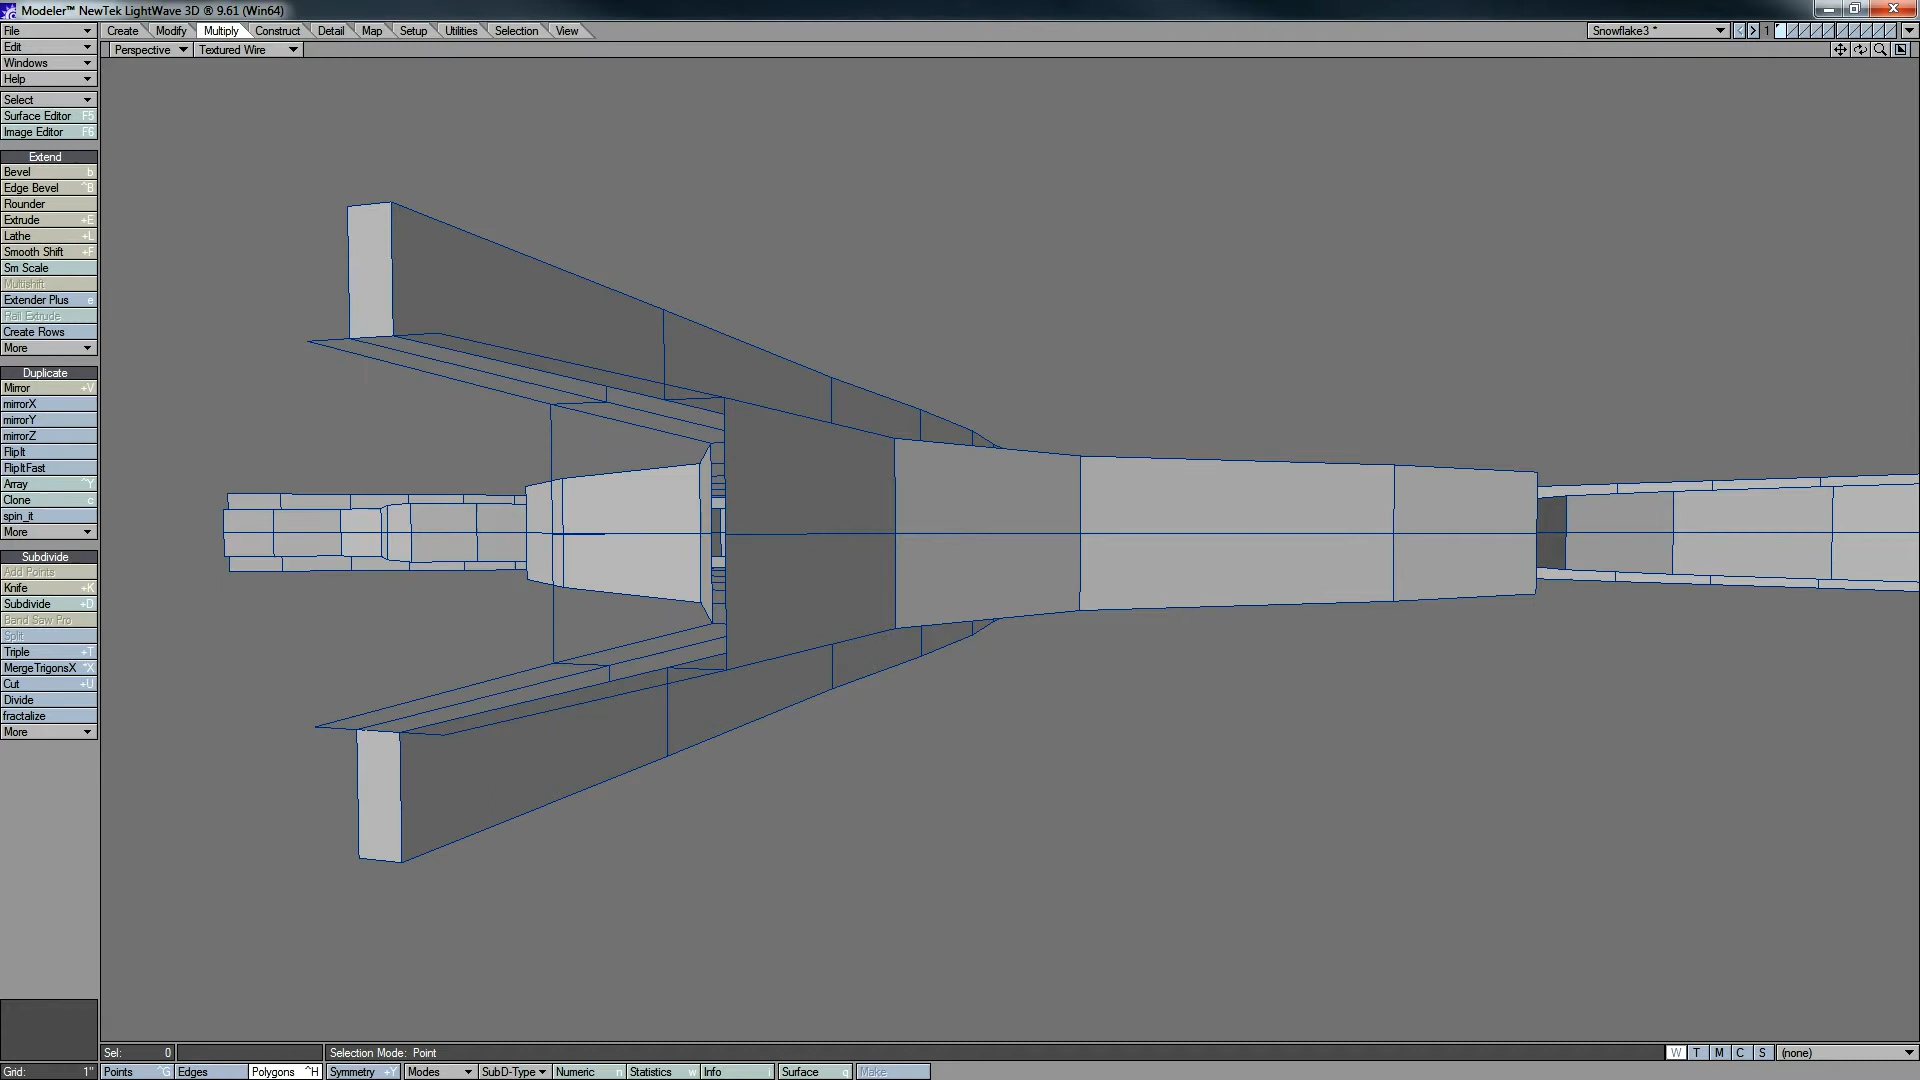 Modeler™ NewTek LightWave 3D ® 9.61 (Win64)
File
Edit
Windows
Help
Create Modify Multiply Construct Detail Map Setup Utilities Selection View
Snowflake3 * < > 1
Perspective Textured Wire
Select
Surface Editor F5
Image Editor F6
Extend
Bevel b
Edge Bevel ^B
Rounder
Extrude +E
Lathe +L
Smooth Shift +F
Sm Scale
Multishift
Extender Plus e
Rail Extrude
Create Rows
More
Duplicate
Mirror +V
mirrorX
mirrorY
mirrorZ
FlipIt
FlipItFast
Array ^Y
Clone c
spin_it
More
Subdivide
Add Points
Knife +K
Subdivide +D
Band Saw Pro
Split
Triple +T
MergeTrigonsX ^X
Cut +U
Divide
fractalize
More
Sel: 0
Selection Mode: Point
W T M C S (none)
Grid: 1"
Points ^G Edges Polygons ^H Symmetry +Y Modes SubD-Type Numeric n Statistics w Info i Surface q Make